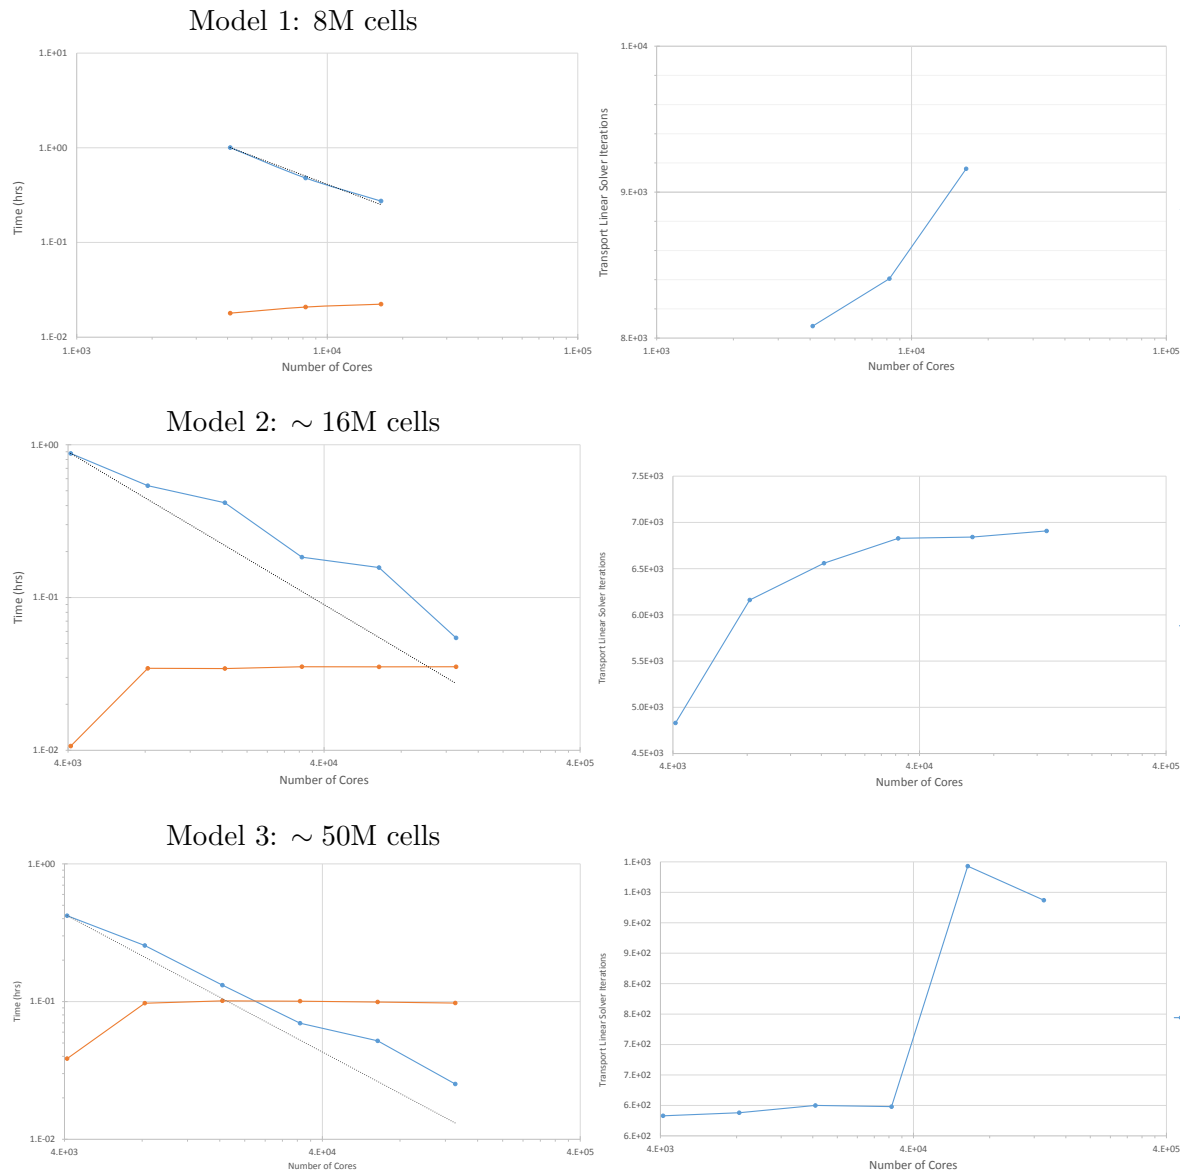 Model 1: 8M cells
1.E+01
1.E+00
1.E-01
1.E-02
Time (hrs)
1.E+03
1.E+04
1.E+05
Number of Cores
1.E+04
9.E+03
8.E+03
Transport Linear Solver Iterations
1.E+03
1.E+04
1.E+05
Number of Cores
Model 2: ∼ 16M cells
1.E+00
1.E-01
1.E-02
Time (hrs)
4.E+03
4.E+04
4.E+05
Number of Cores
7.5E+03
7.0E+03
6.5E+03
6.0E+03
5.5E+03
5.0E+03
4.5E+03
Transport Linear Solver Iterations
4.E+03
4.E+04
4.E+05
Number of Cores
Model 3: ∼ 50M cells
1.E+00
1.E-01
1.E-02
Time (hrs)
4.E+03
4.E+04
4.E+05
Number of Cores
1.E+03
1.E+03
9.E+02
9.E+02
8.E+02
8.E+02
7.E+02
7.E+02
6.E+02
6.E+02
Transport Linear Solver Iterations
4.E+03
4.E+04
4.E+05
Number of Cores